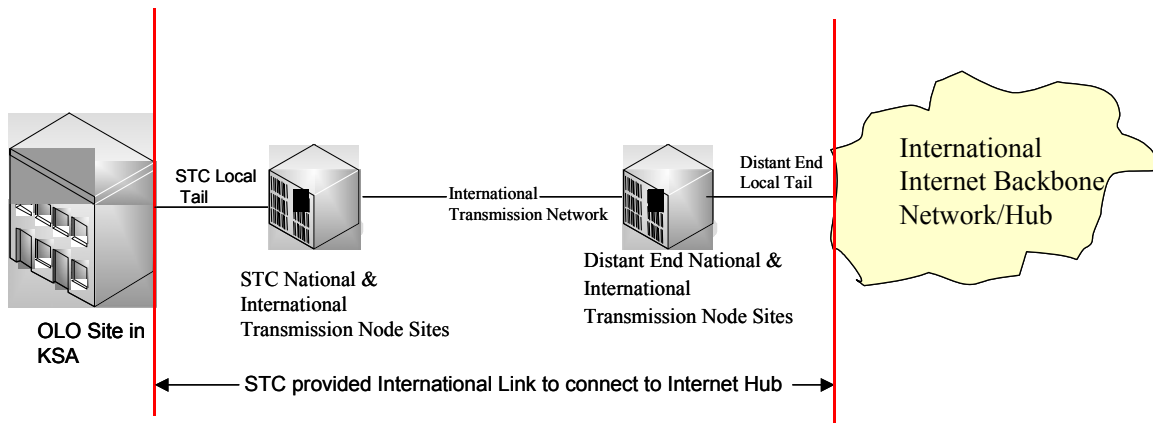 OLO Site in
KSA
STC Local
Tail
STC National &
International
Transmission Node Sites
International
Transmission Network
Distant End National &
International
Transmission Node Sites
Distant End
Local Tail
International
Internet Backbone
Network/Hub
STC provided International Link to connect to Internet Hub